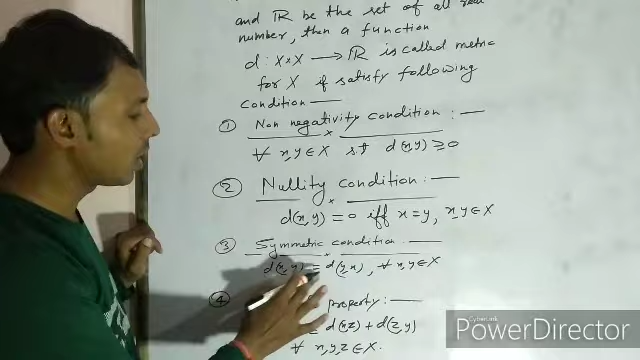 and ℝ be the set of all real
number, then a function
d : X×X → ℝ is called metric
for X if satisfy following
Condition —
① Non negativity condition : —
∀ x, y ∈ X s.t d(x, y) ≥ 0
② Nullity Condition : —
d(x, y) = 0 iff x = y, x, y ∈ X
③ Symmetric condition . —
d(x, y) = d(y, x), ∀ x, y ∈ X
④ property : —
= d(x, z) + d(z, y)
∀ x, y, z ∈ X.
CyberLink
PowerDirector